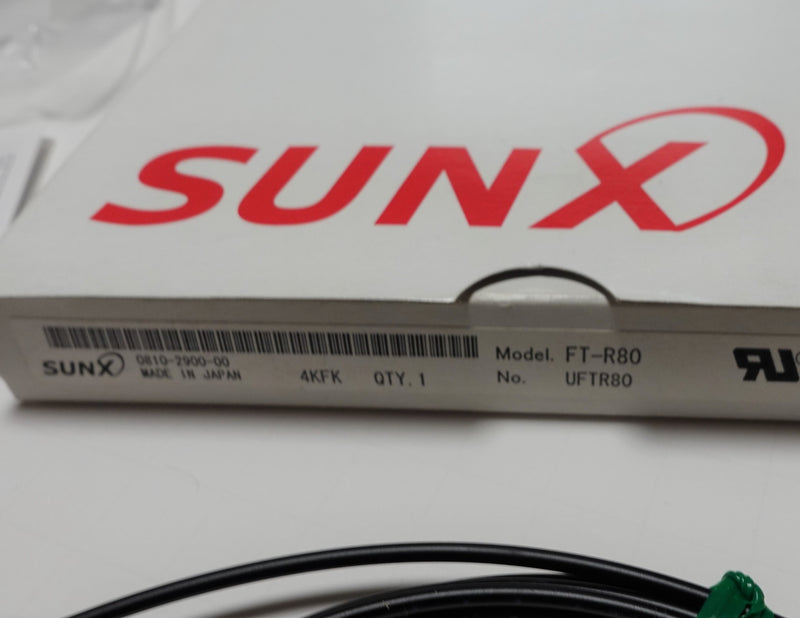 SUNX
SUNX
0810-2900-00
MADE IN JAPAN
4KFK QTY.1
Model. FT-R80
No. UFTR80